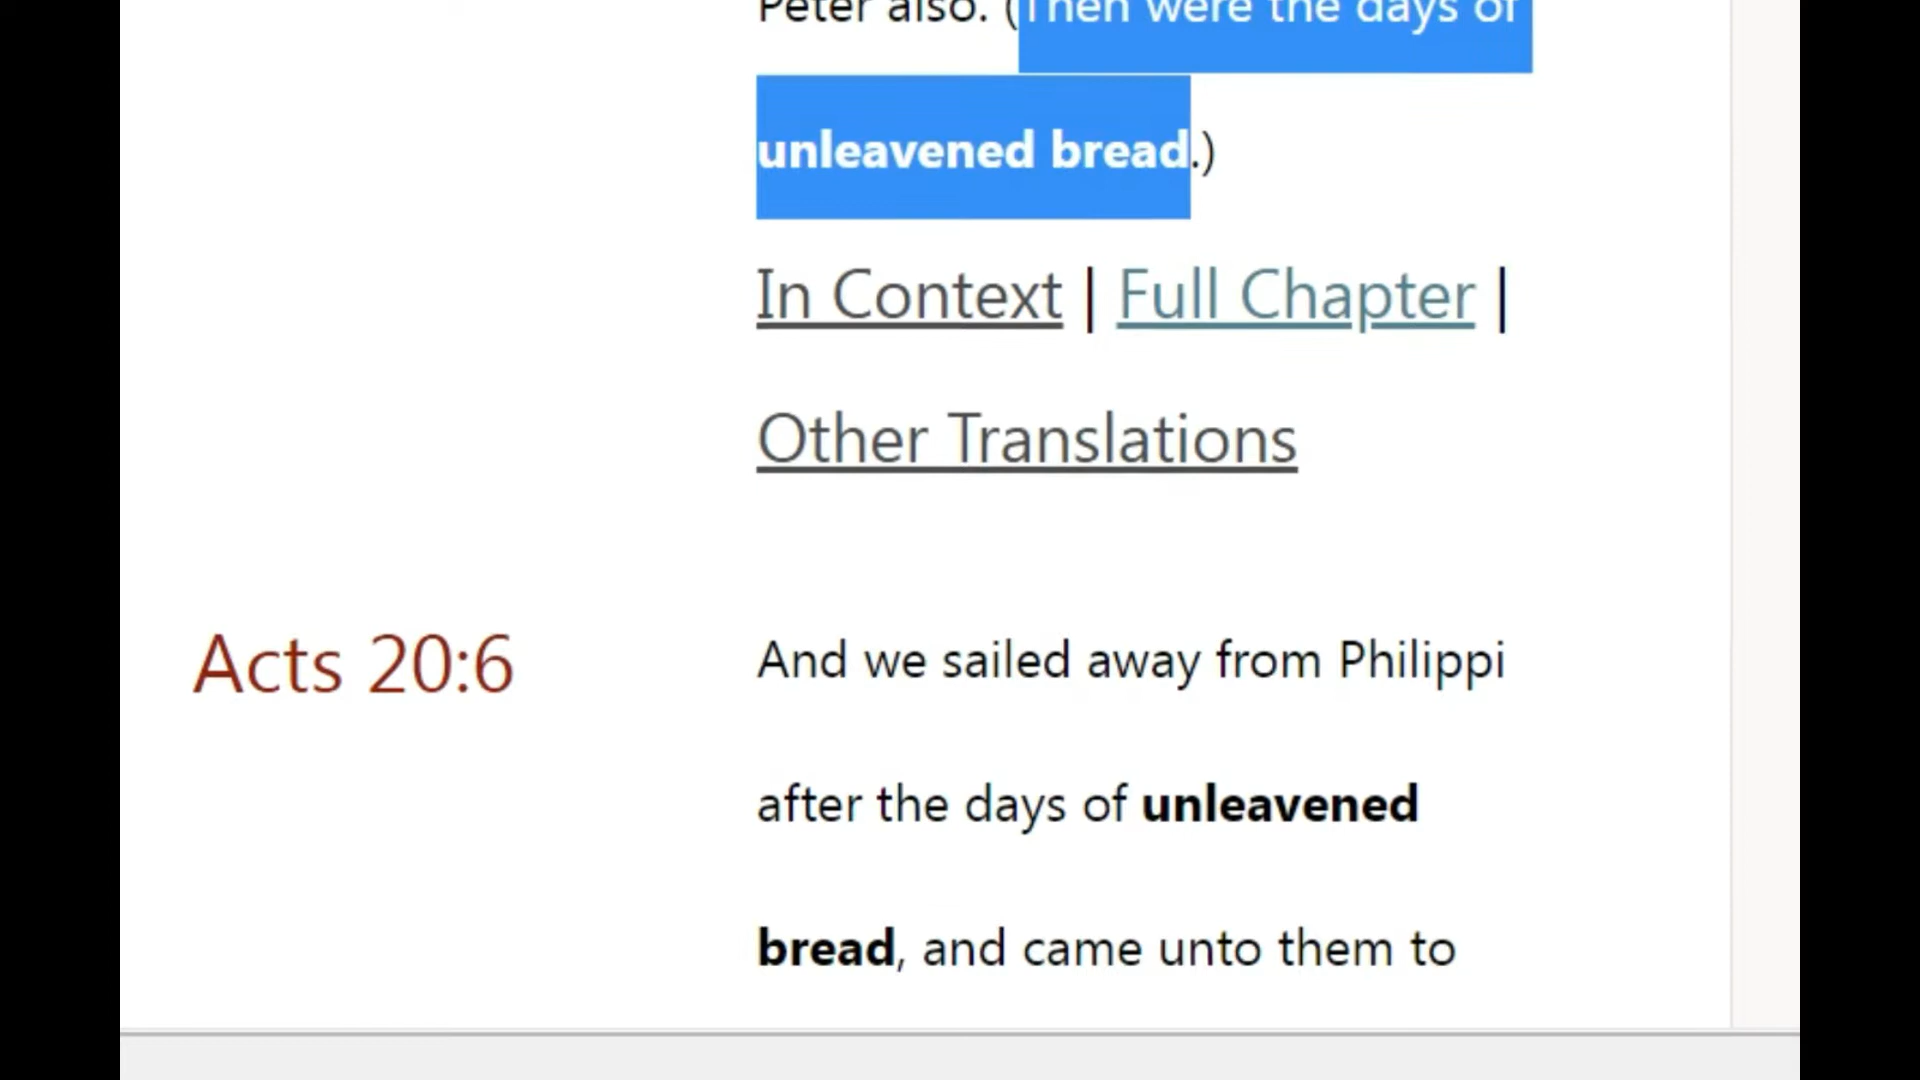 Peter also. (Then were the days of
unleavened bread.)
In Context | Full Chapter |
Other Translations
Acts 20:6
And we sailed away from Philippi
after the days of unleavened
bread, and came unto them to